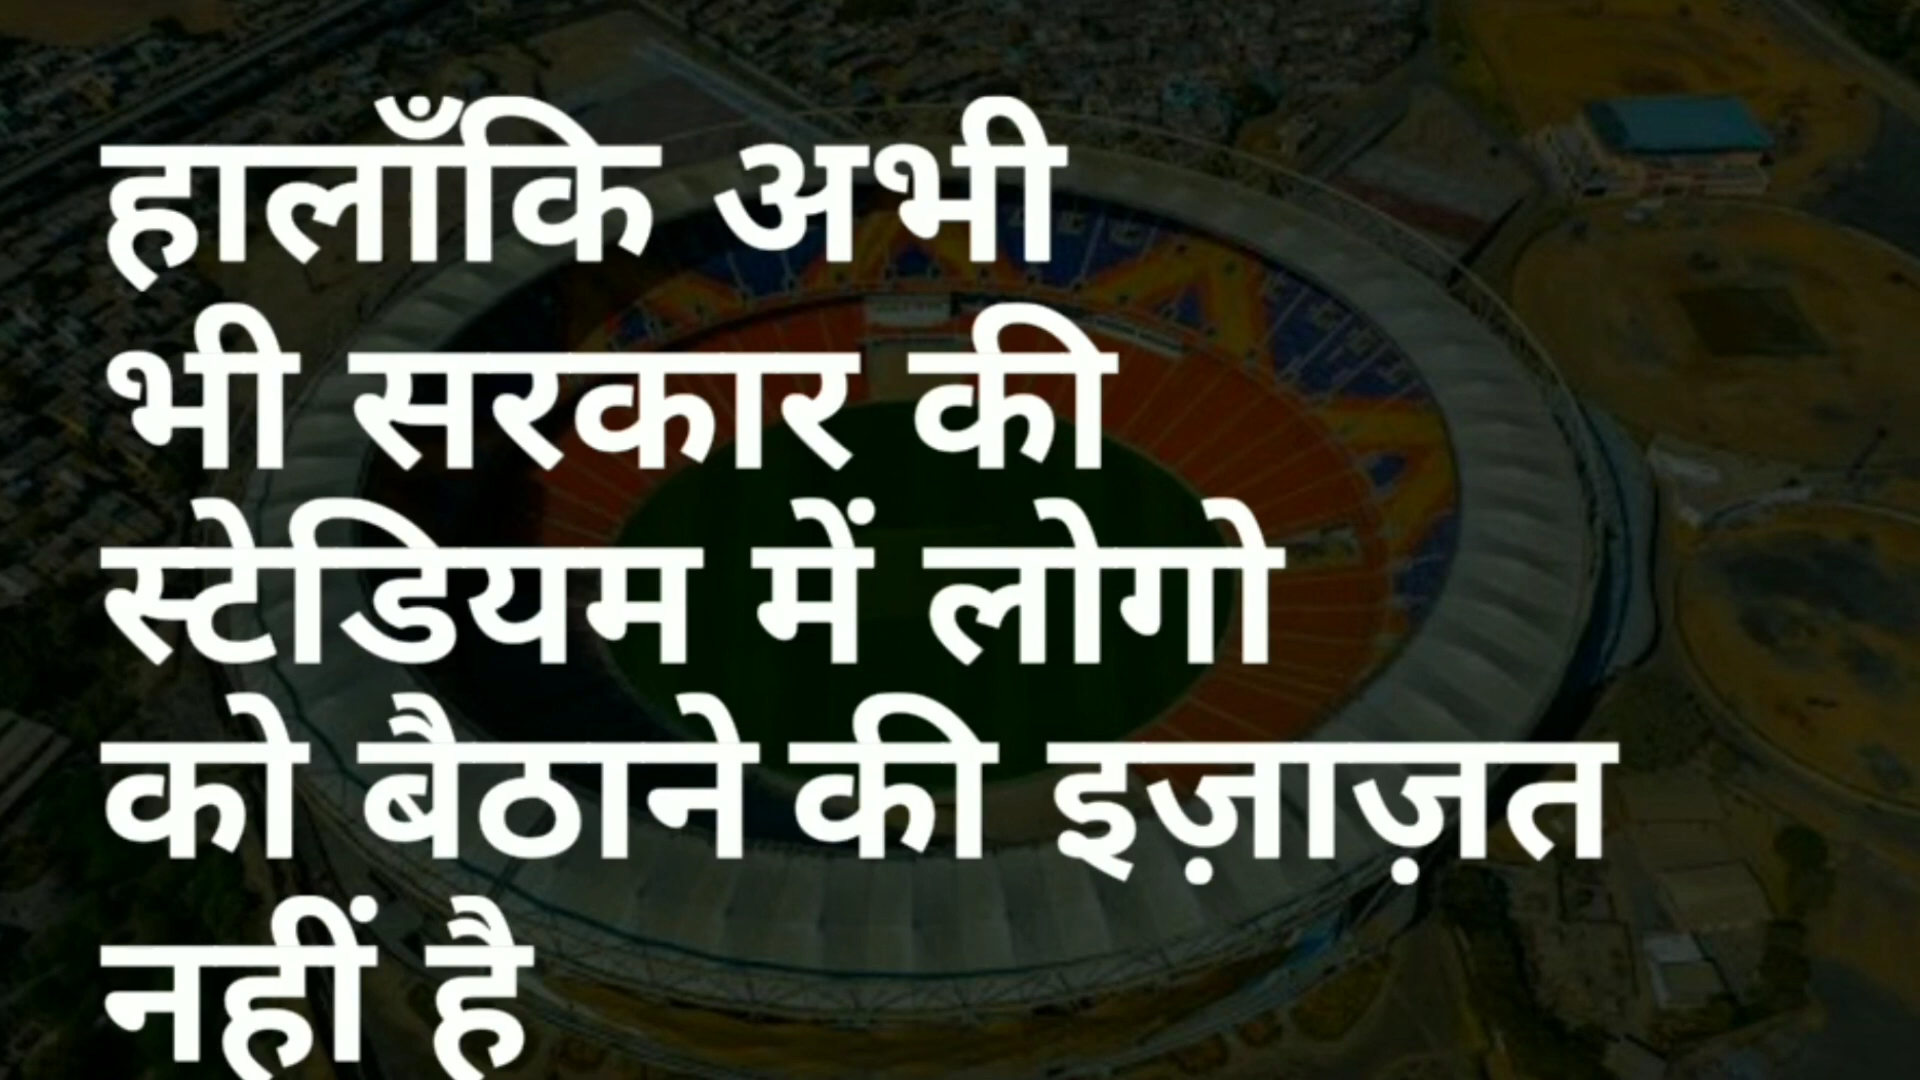 हालाँकि अभी
भी सरकार की
स्टेडियम में लोगो
को बैठाने की इज़ाज़त
नहीं है